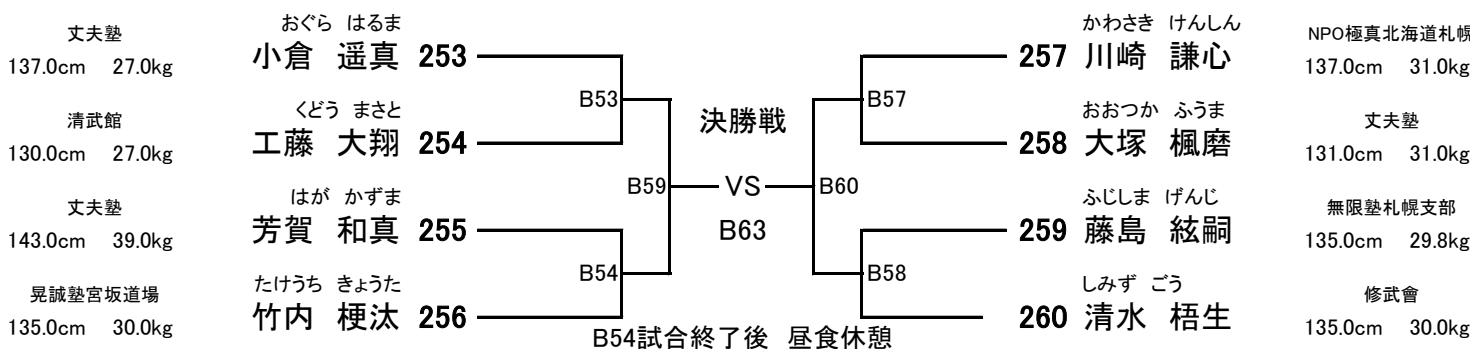 おぐら はるま
丈夫塾
小倉 遥真 253
137.0cm 27.0kg
B53
くどう まさと
清武館
工藤 大翔 254
130.0cm 27.0kg
B59
はが かずま
丈夫塾
芳賀 和真 255
143.0cm 39.0kg
B54
たけうち きょうた
晃誠塾宮坂道場
竹内 梗汰 256
135.0cm 30.0kg
決勝戦
VS
B63
B54試合終了後 昼食休憩
かわさき けんしん
NPO極真北海道札幌
257 川崎 謙心
137.0cm 31.0kg
B57
おおつか ふうま
丈夫塾
258 大塚 楓磨
131.0cm 31.0kg
B60
ふじしま げんじ
無限塾札幌支部
259 藤島 絃嗣
135.0cm 29.8kg
B58
しみず ごう
修武會
260 清水 梧生
135.0cm 30.0kg